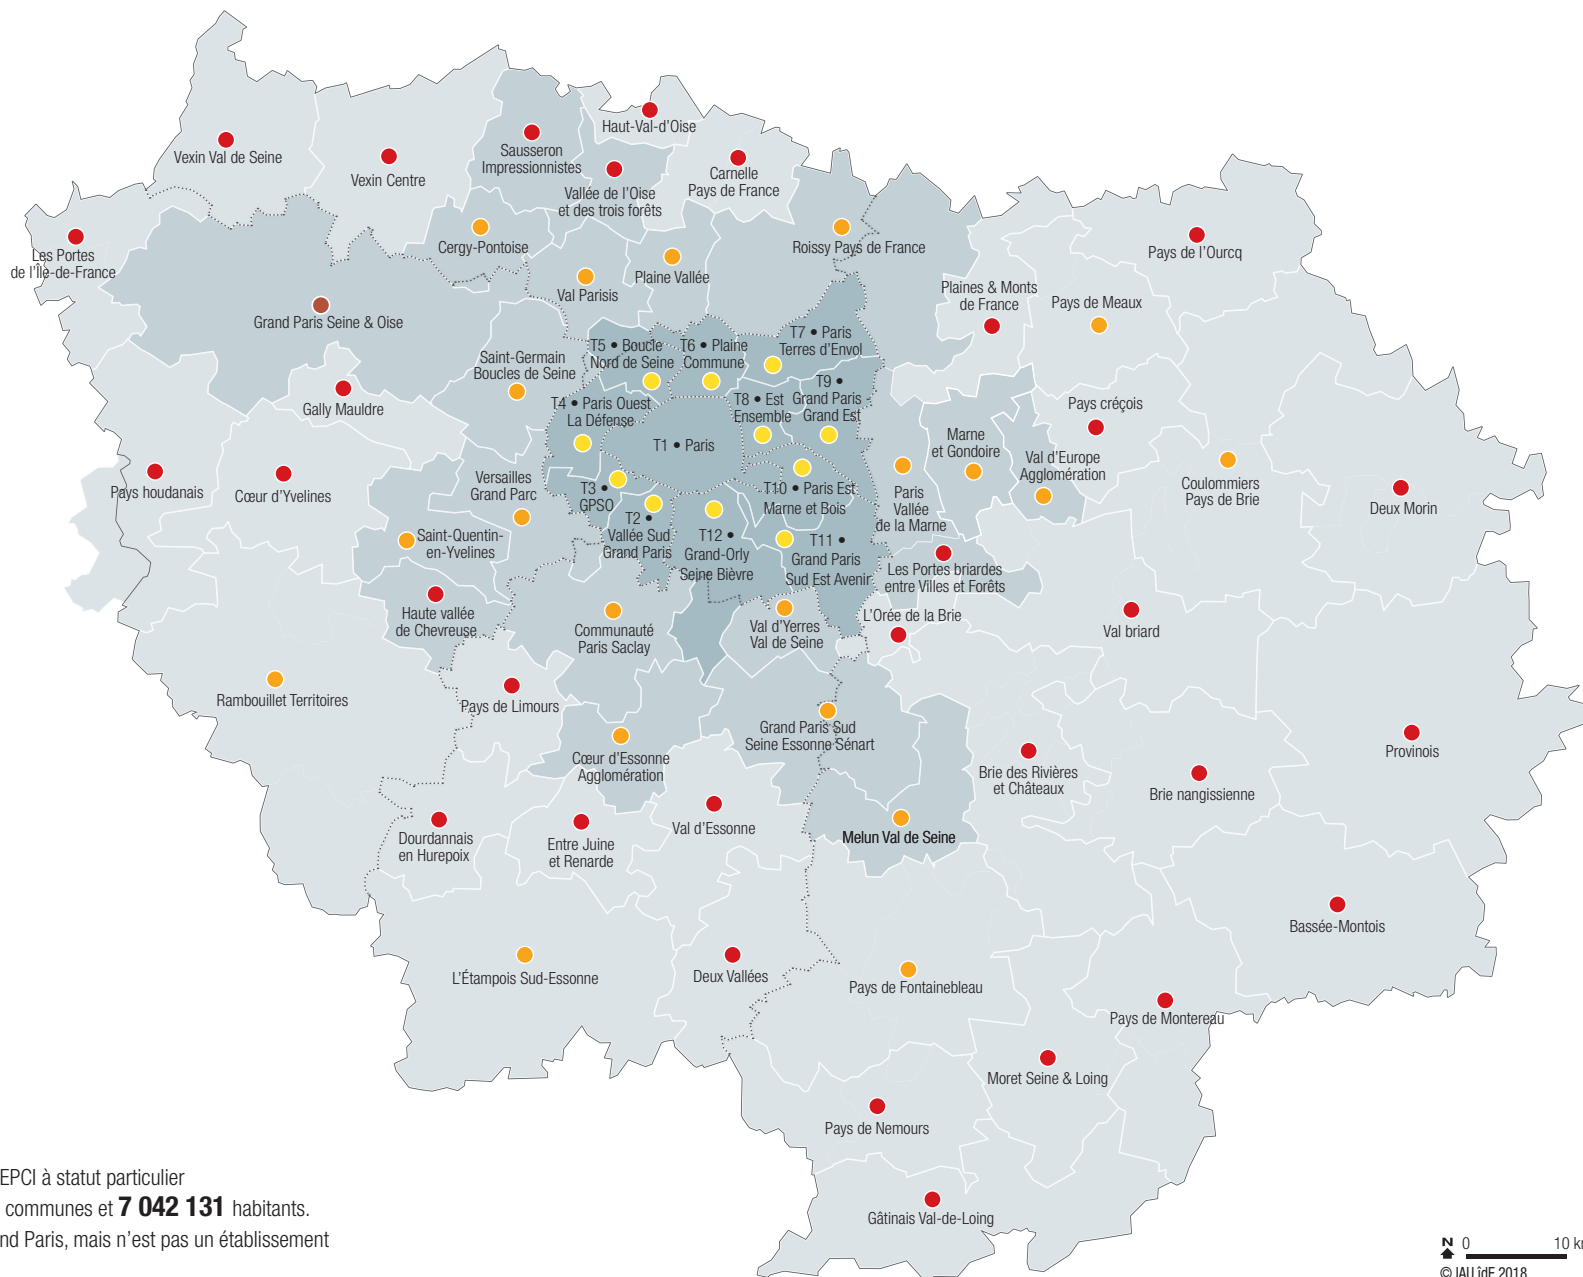 Haut-Val-d'Oise
Vexin Val de Seine
Sausseron
Impressionnistes
Vexin Centre
Carnelle
Pays de France
Vallée de l'Oise
et des trois forêts
Les Portes
de l'Île-de-France
Cergy-Pontoise
Roissy Pays de France
Pays de l'Ourcq
Plaine Vallée
Val Parisis
Plaines & Monts
de France
Pays de Meaux
Grand Paris Seine & Oise
T7 • Paris
Terres d'Envol
T5 • Boucle
Nord de Seine
T6 • Plaine
Commune
Saint-Germain
Boucles de Seine
T9 •
Grand Paris
Grand Est
T8 • Est
Ensemble
Gally Mauldre
T4 • Paris Ouest
La Défense
Pays créçois
T1 • Paris
Marne
et Gondoire
Val d'Europe
Agglomération
Pays houdanais
Cœur d'Yvelines
Versailles
Grand Parc
T3 •
GPSO
T10 • Paris Est
Marne et Bois
Paris
Vallée
de la Marne
Coulommiers
Pays de Brie
Deux Morin
T2
•
Vallée Sud
Grand Paris
T12 •
Grand-Orly
Seine Bièvre
T11 •
Grand Paris
Sud Est Avenir
Saint-Quentin-
en-Yvelines
Les Portes briardes
entre Villes et Forêts
Haute vallée
de Chevreuse
Communauté
Paris Saclay
Val d'Yerres
Val de Seine
L'Orée de la Brie
Val briard
Rambouillet Territoires
Pays de Limours
Grand Paris Sud
Seine Essonne Sénart
Cœur d'Essonne
Agglomération
Provinois
Brie des Rivières
et Châteaux
Brie nangissienne
Val d'Essonne
Melun Val de Seine
Dourdannais
en Hurepoix
Entre Juine
et Renarde
Bassée-Montois
L'Étampois Sud-Essonne
Deux Vallées
Pays de Fontainebleau
Pays de Montereau
Moret Seine & Loing
Pays de Nemours
Gâtinais Val-de-Loing
EPCI à statut particulier
communes et 7 042 131 habitants.
nd Paris, mais n'est pas un établissement
N 0 10 km
© IAU îdF 2018